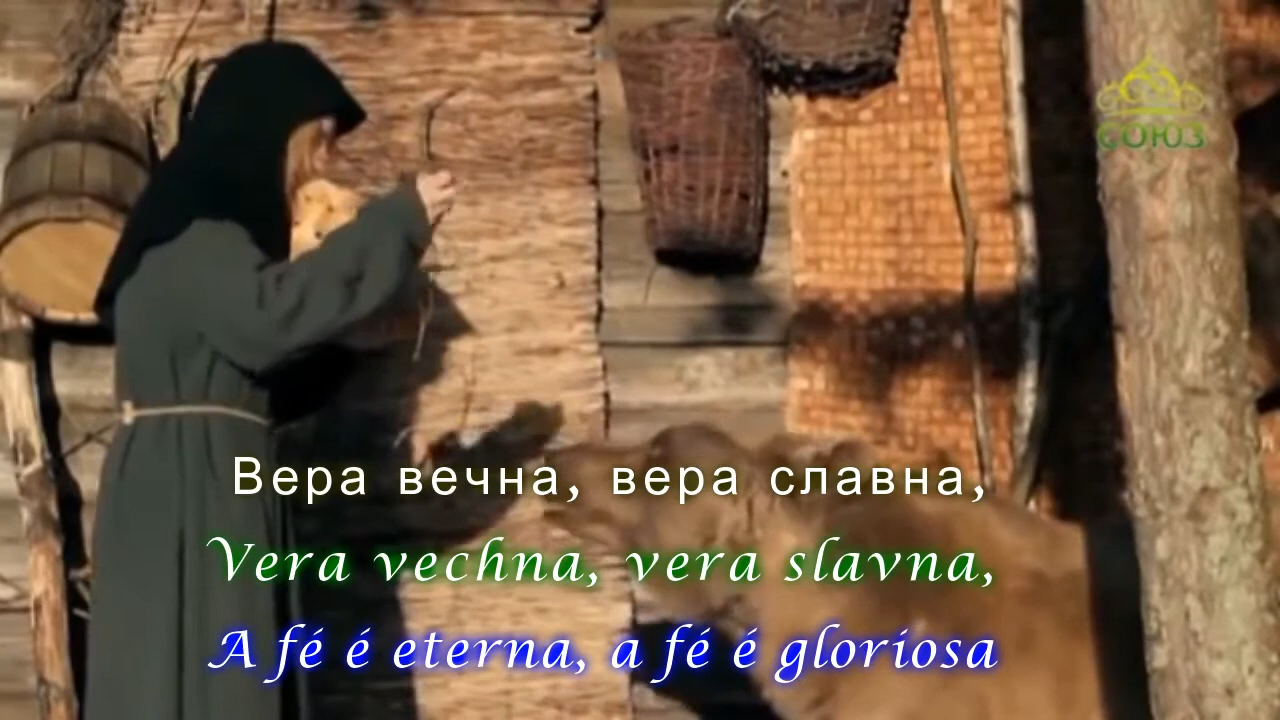 СОЮЗ
Вера вечна, вера славна,
Vera vechna, vera slavna,
A fé é eterna, a fé é gloriosa